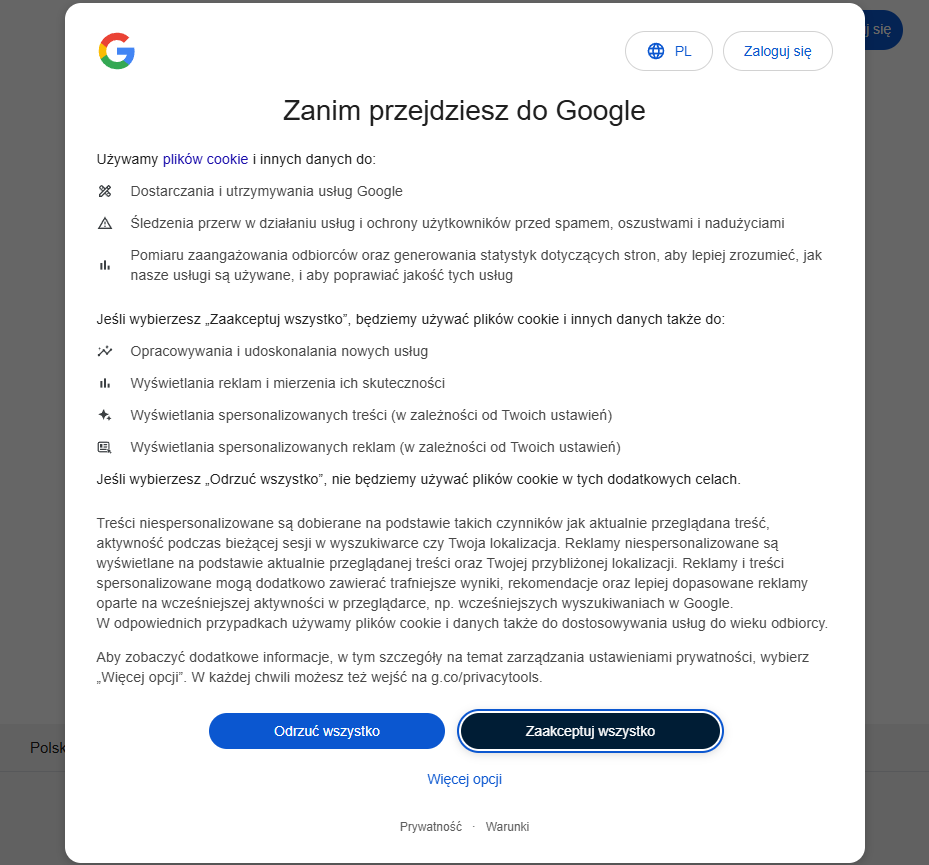 j się
PL
Zaloguj się
Zanim przejdziesz do Google
Używamy plików cookie i innych danych do:
Dostarczania i utrzymywania usług Google
Śledzenia przerw w działaniu usług i ochrony użytkowników przed spamem, oszustwami i nadużyciami
Pomiaru zaangażowania odbiorców oraz generowania statystyk dotyczących stron, aby lepiej zrozumieć, jak
nasze usługi są używane, i aby poprawiać jakość tych usług
Jeśli wybierzesz „Zaakceptuj wszystko”, będziemy używać plików cookie i innych danych także do:
Opracowywania i udoskonalania nowych usług
Wyświetlania reklam i mierzenia ich skuteczności
Wyświetlania spersonalizowanych treści (w zależności od Twoich ustawień)
Wyświetlania spersonalizowanych reklam (w zależności od Twoich ustawień)
Jeśli wybierzesz „Odrzuć wszystko”, nie będziemy używać plików cookie w tych dodatkowych celach.
Treści niespersonalizowane są dobierane na podstawie takich czynników jak aktualnie przeglądana treść,
aktywność podczas bieżącej sesji w wyszukiwarce czy Twoja lokalizacja. Reklamy niespersonalizowane są
wyświetlane na podstawie aktualnie przeglądanej treści oraz Twojej przybliżonej lokalizacji. Reklamy i treści
spersonalizowane mogą dodatkowo zawierać trafniejsze wyniki, rekomendacje oraz lepiej dopasowane reklamy
oparte na wcześniejszej aktywności w przeglądarce, np. wcześniejszych wyszukiwaniach w Google.
W odpowiednich przypadkach używamy plików cookie i danych także do dostosowywania usług do wieku odbiorcy.
Aby zobaczyć dodatkowe informacje, w tym szczegóły na temat zarządzania ustawieniami prywatności, wybierz
„Więcej opcji”. W każdej chwili możesz też wejść na g.co/privacytools.
Odrzuć wszystko
Zaakceptuj wszystko
Polsk
Więcej opcji
Prywatność · Warunki